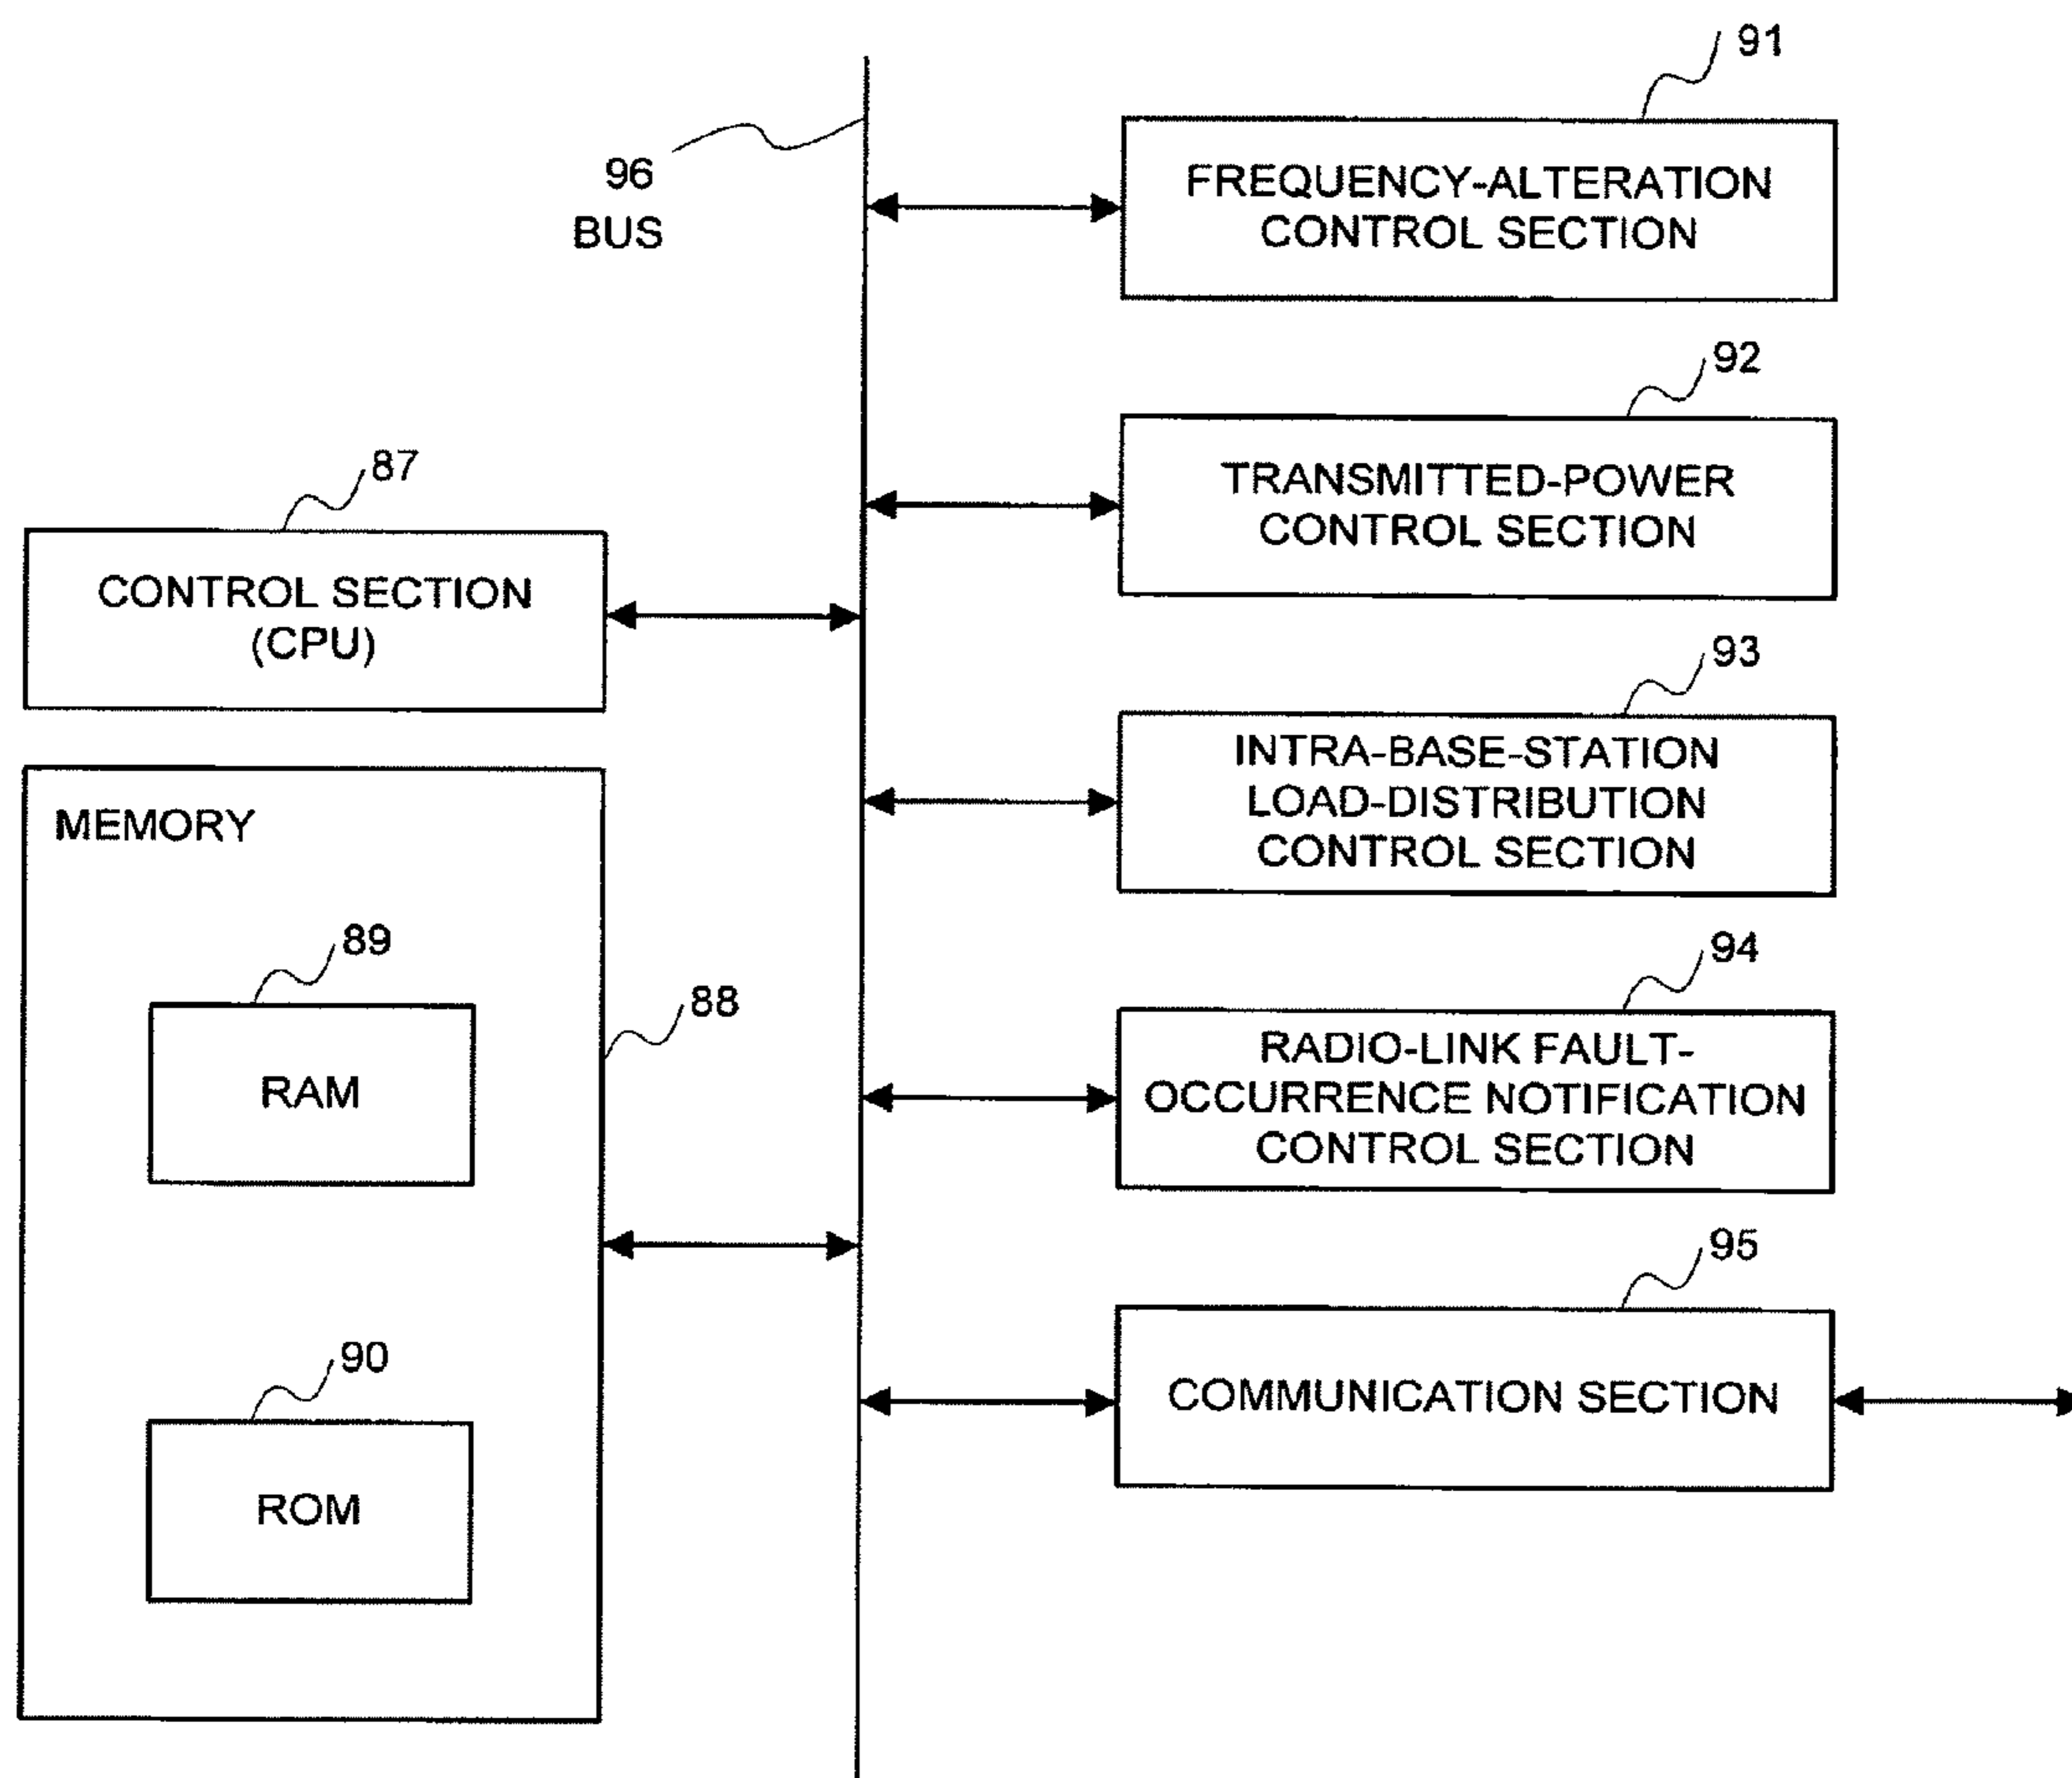 96
BUS
87
CONTROL SECTION
(CPU)
MEMORY
89
RAM
88
90
ROM
91
FREQUENCY-ALTERATION
CONTROL SECTION
92
TRANSMITTED-POWER
CONTROL SECTION
93
INTRA-BASE-STATION
LOAD-DISTRIBUTION
CONTROL SECTION
94
RADIO-LINK FAULT-
OCCURRENCE NOTIFICATION
CONTROL SECTION
95
COMMUNICATION SECTION